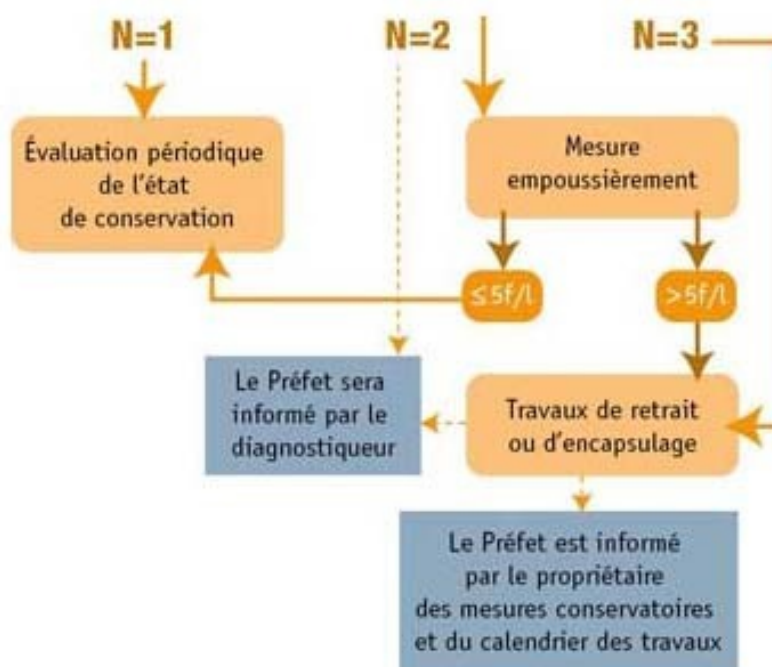 N=1
N=2
N=3
Évaluation périodique
de l'état
de conservation
Mesure
empoussièrement
≤5f/l
>5f/l
Le Préfet sera
informé par le
diagnostiqueur
Travaux de retrait
ou d'encapsulage
Le Préfet est informé
par le propriétaire
des mesures conservatoires
et du calendrier des travaux